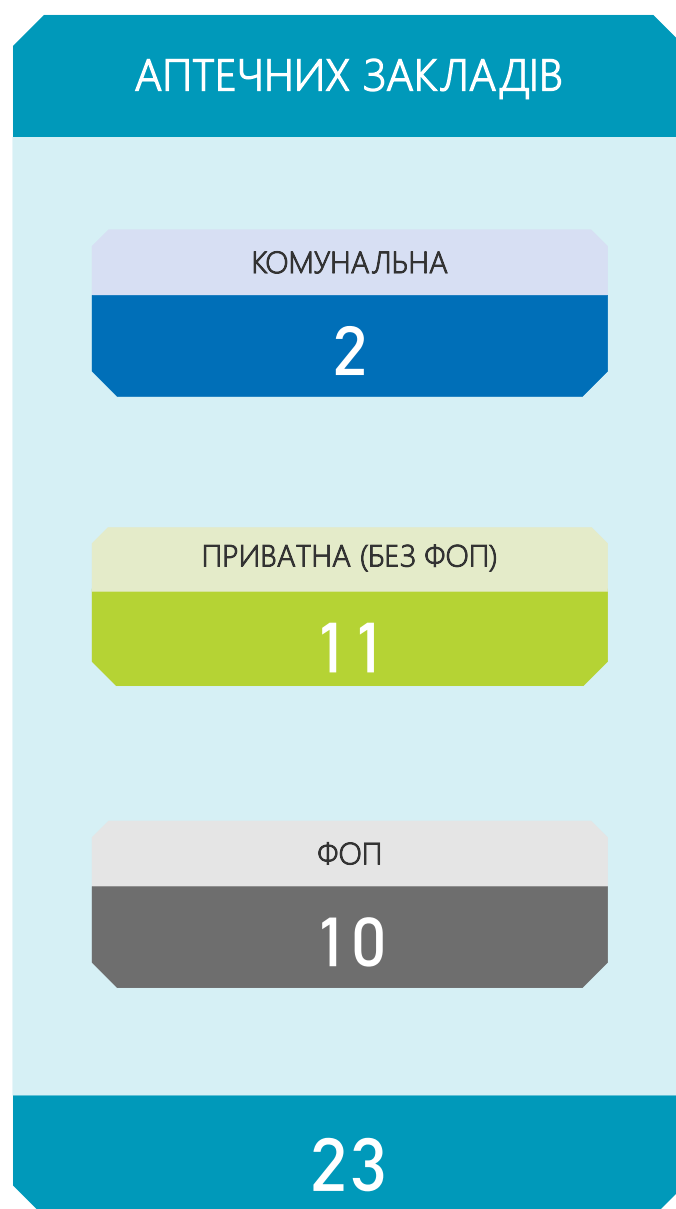 АПТЕЧНИХ ЗАКЛАДІВ
КОМУНАЛЬНА
2
ПРИВАТНА (БЕЗ ФОП)
11
ФОП
10
23